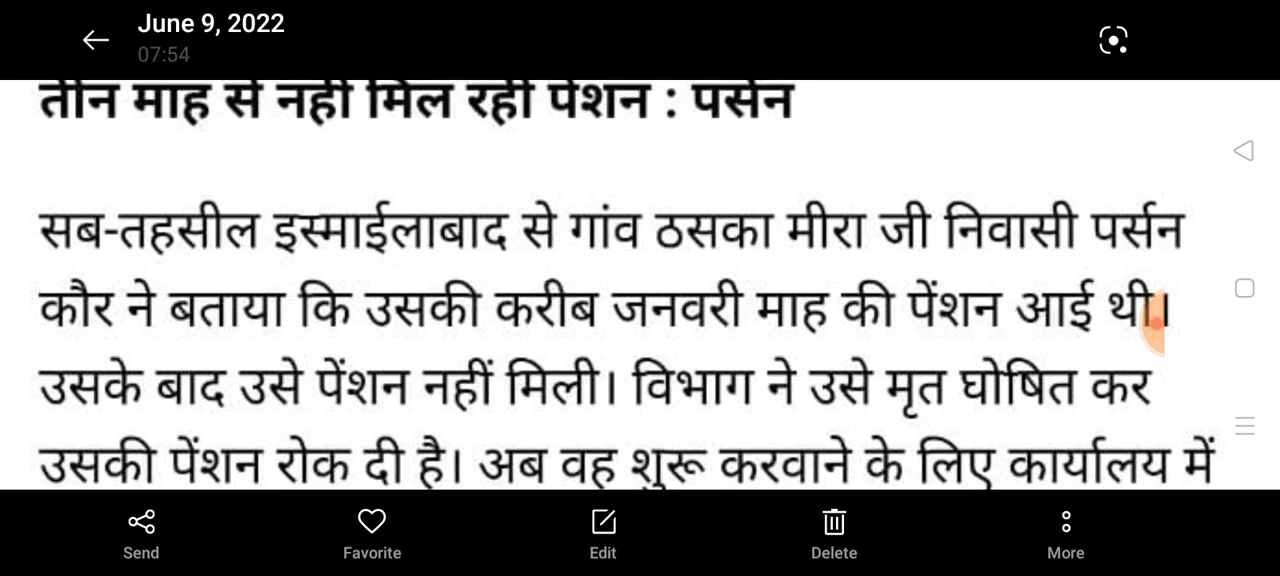 June 9, 2022
07:54
तीन माह से नहीं मिल रही पेंशन : पर्सन
सब-तहसील इस्माईलाबाद से गांव ठसका मीरा जी निवासी पर्सन
कौर ने बताया कि उसकी करीब जनवरी माह की पेंशन आई थी।
उसके बाद उसे पेंशन नहीं मिली। विभाग ने उसे मृत घोषित कर
उसकी पेंशन रोक दी है। अब वह शुरू करवाने के लिए कार्यालय में
Send Favorite Edit Delete More